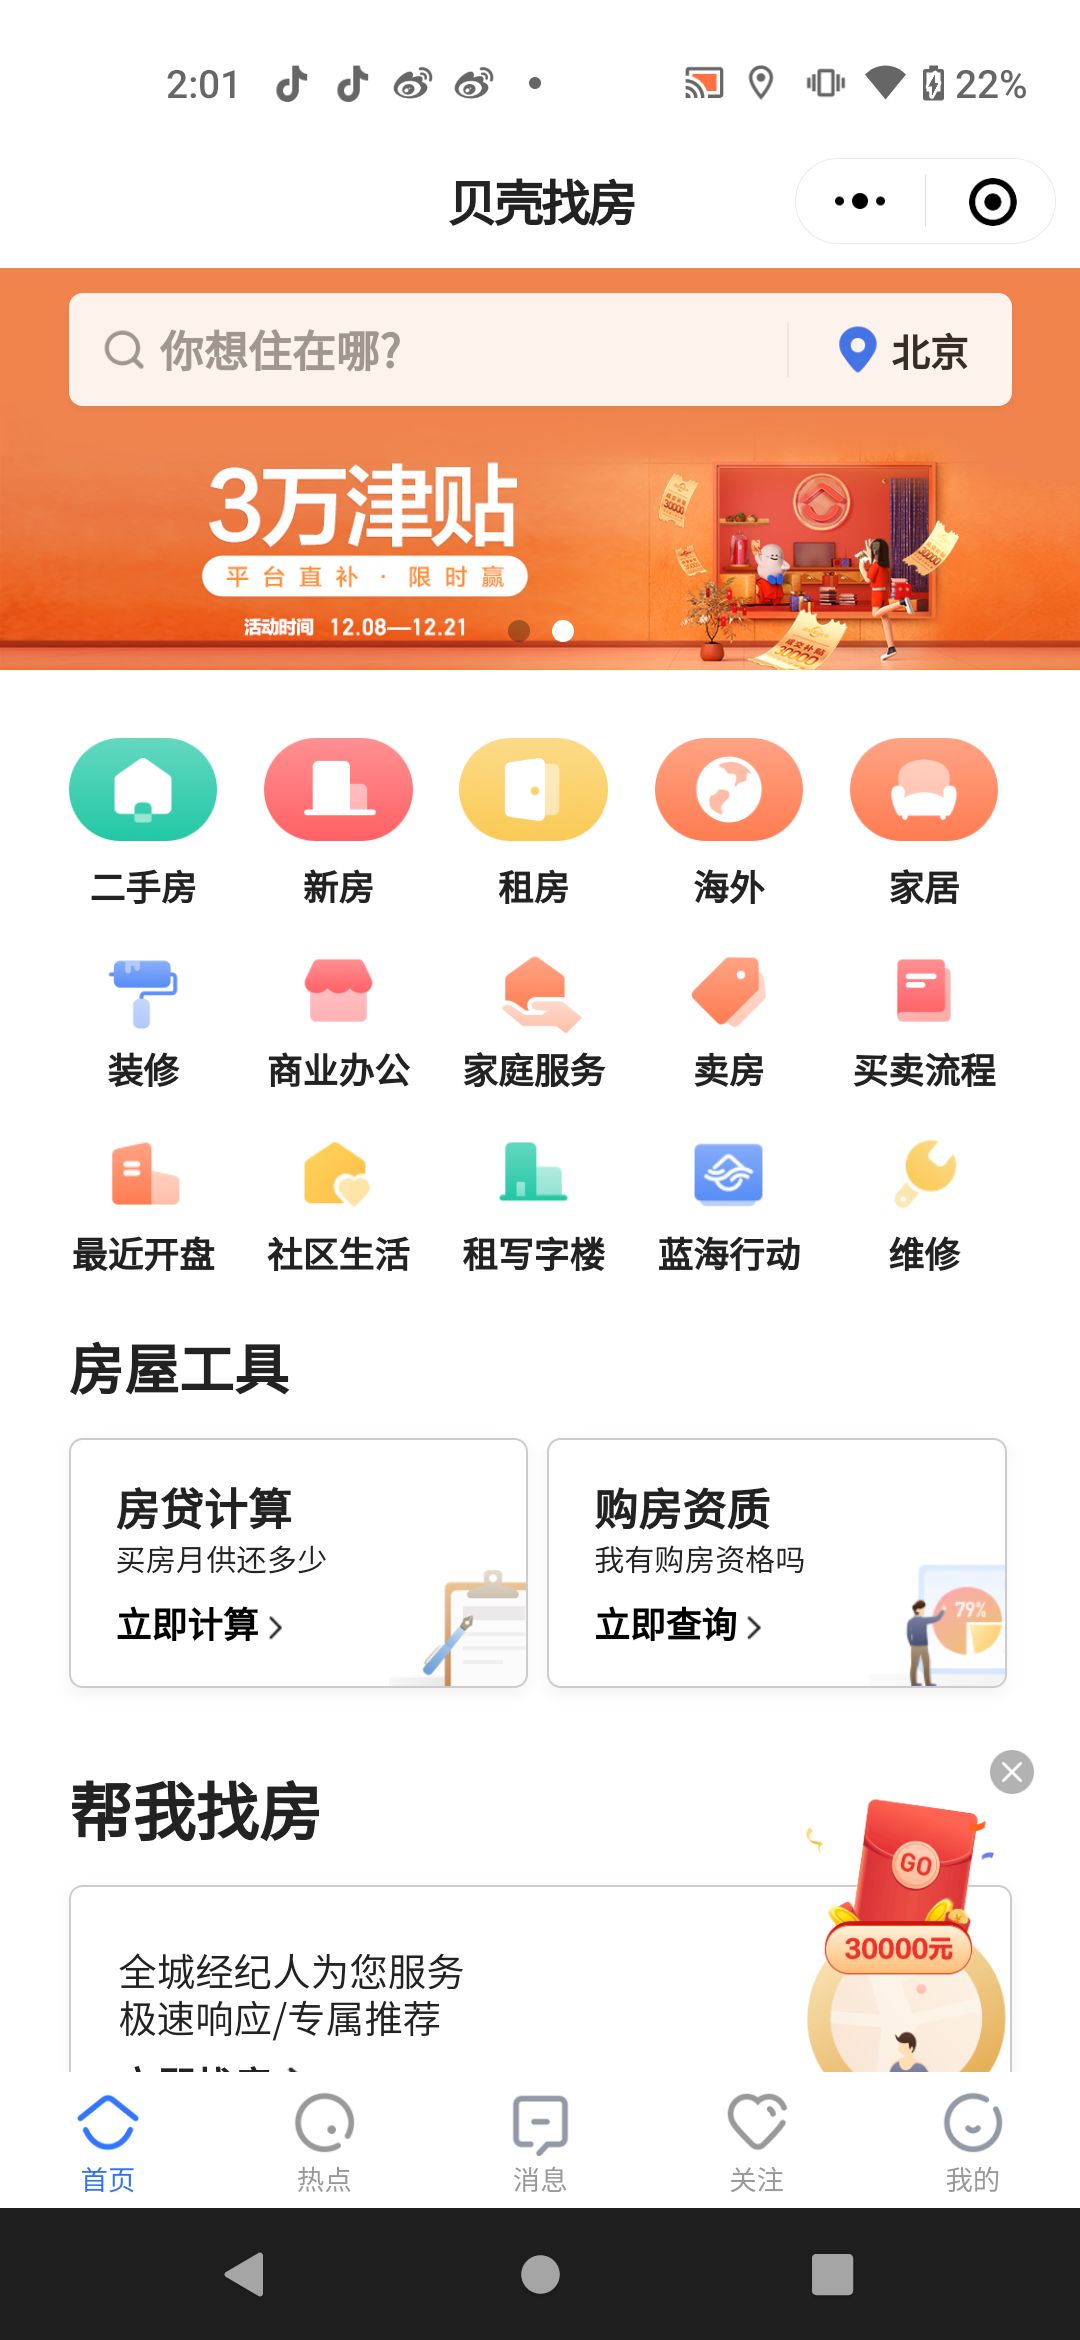 2:01
22%
贝壳找房
你想住在哪?
北京
3万津贴
平台直补·限时赢
活动时间 12.08—12.21
二手房
新房
租房
海外
家居
装修
商业办公
家庭服务
卖房
买卖流程
最近开盘
社区生活
租写字楼
蓝海行动
维修
房屋工具
房贷计算
买房月供还多少
立即计算
购房资质
我有购房资格吗
立即查询
79%
帮我找房
GO
30000元
全城经纪人为您服务
极速响应/专属推荐
首页
热点
消息
关注
我的